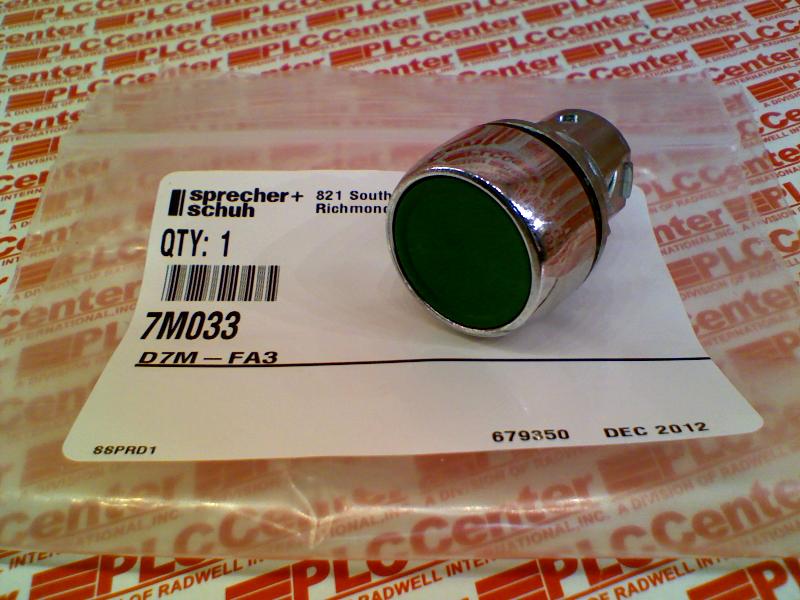 sprecher+
schuh
821 South
Richmond
QTY: 1
7M033
D7M – FA3
SSPRD1
679350 DEC 2012
PLCCenter
A DIVISION OF RADWELL INTERNATIONAL, INC.